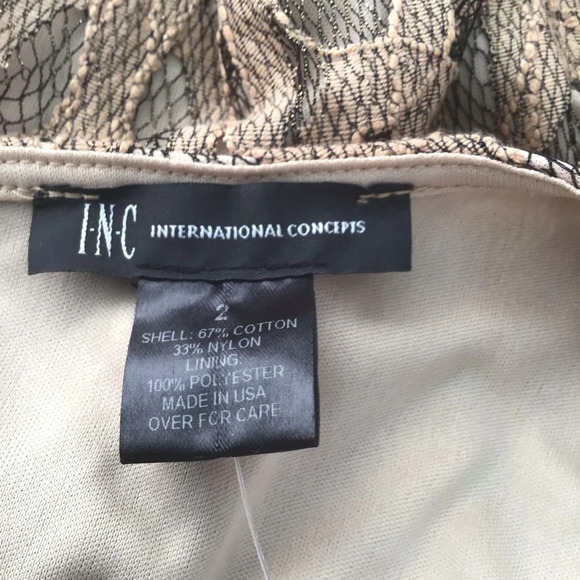 I·N·C INTERNATIONAL CONCEPTS
2
SHELL: 67% COTTON
33% NYLON
LINING:
100% POLYESTER
MADE IN USA
OVER FOR CARE